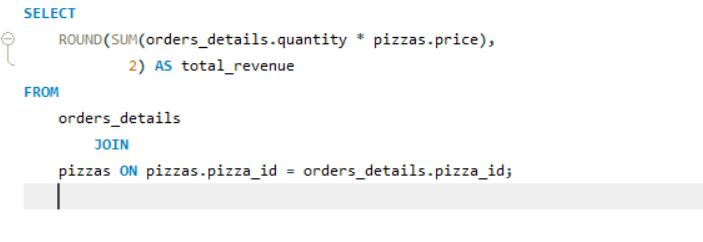 SELECT
ROUND(SUM(orders_details.quantity * pizzas.price),
2) AS total_revenue
FROM
orders_details
JOIN
pizzas ON pizzas.pizza_id = orders_details.pizza_id;